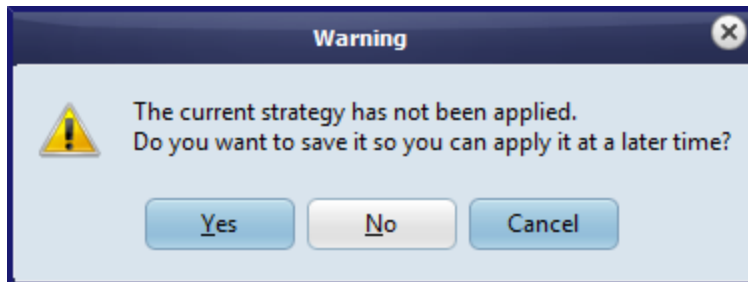 Warning
The current strategy has not been applied.
Do you want to save it so you can apply it at a later time?
Yes
No
Cancel